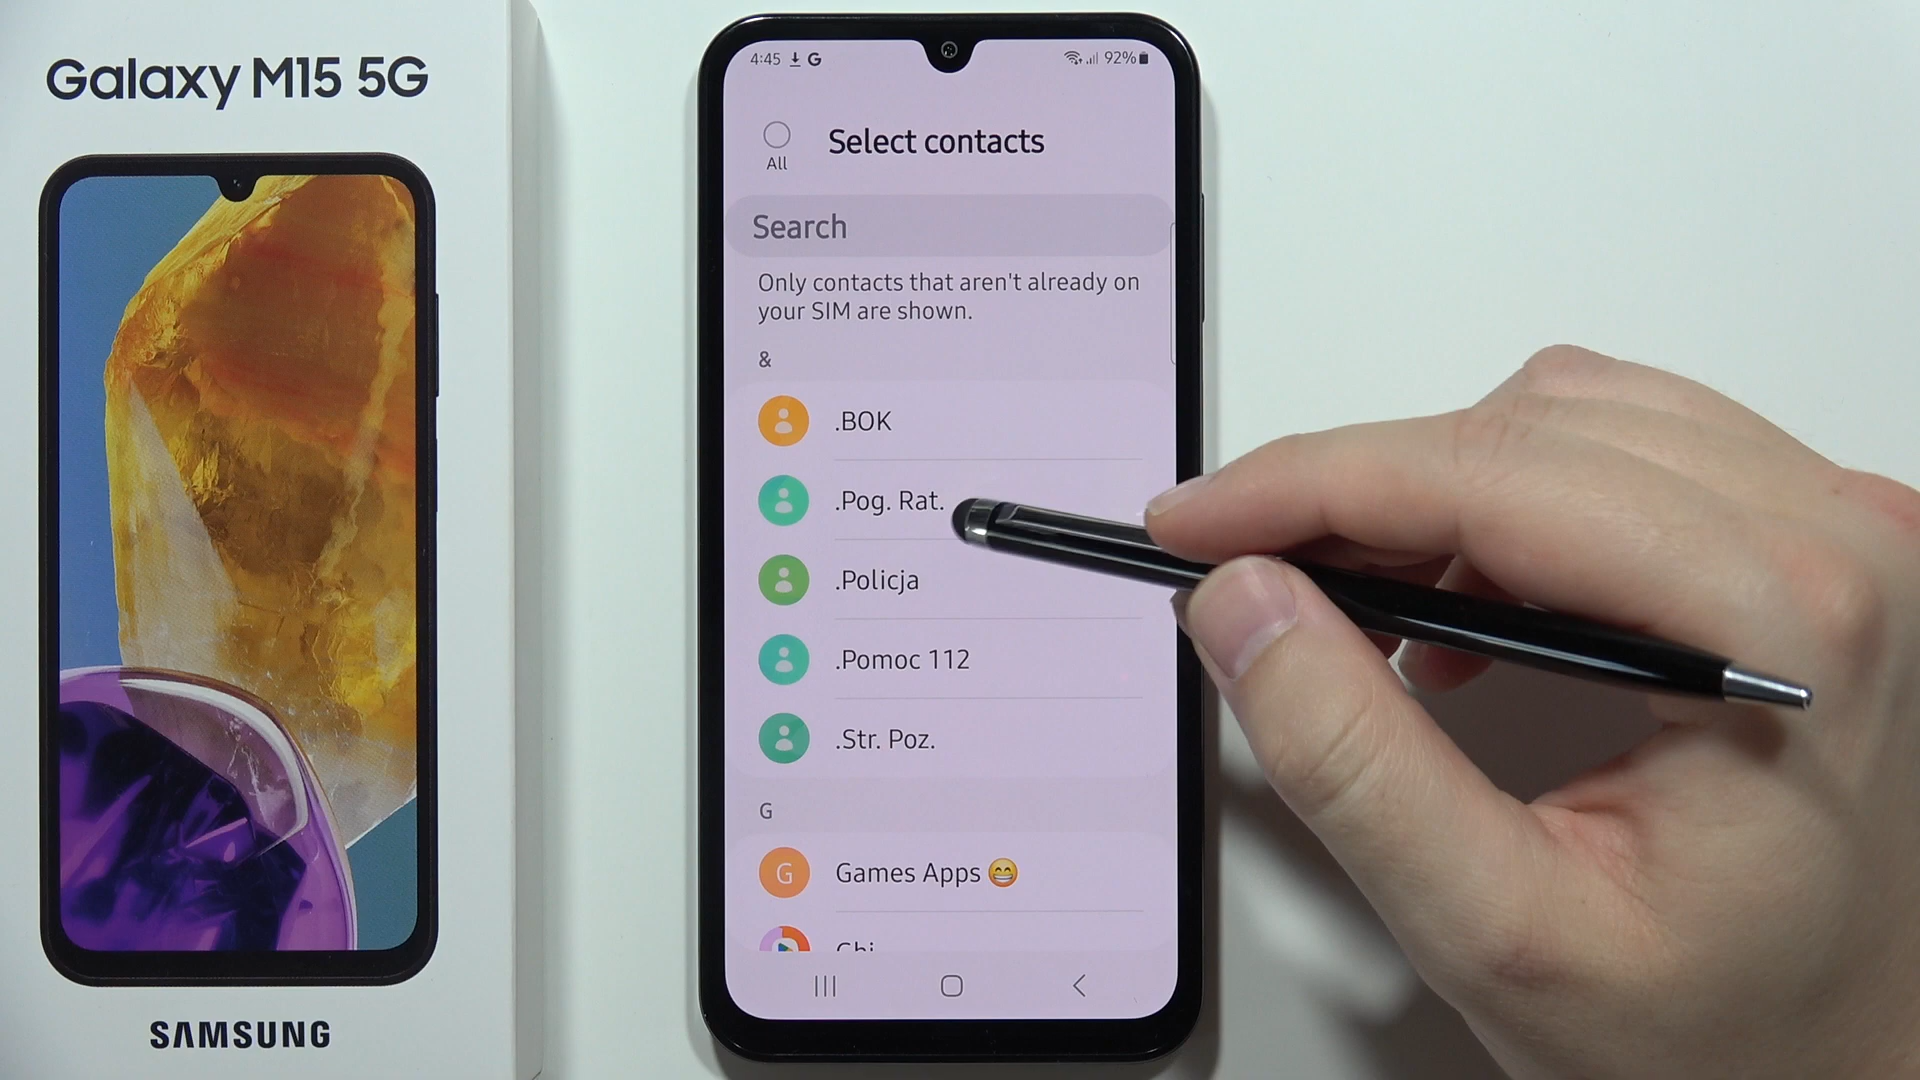 Galaxy M15 5G
SAMSUNG
4:45 G 92%
All
Select contacts
Search
Only contacts that aren't already on
your SIM are shown.
&
.BOK
.Pog. Rat.
.Policja
.Pomoc 112
.Str. Poz.
G
G Games Apps 😁